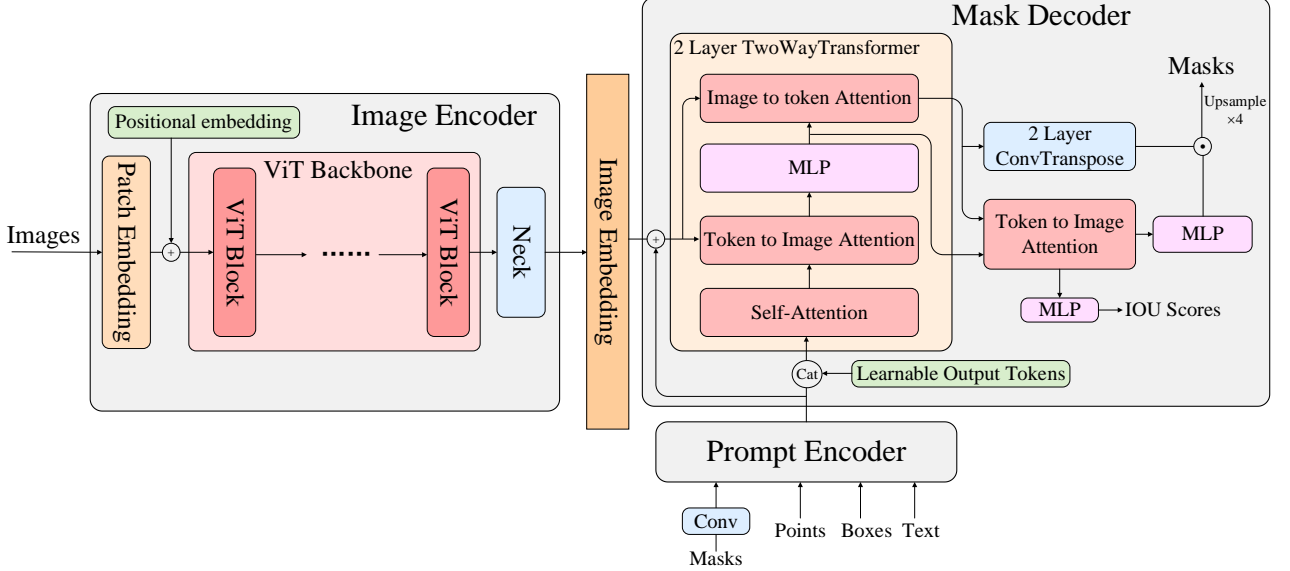 Images
Image Encoder
Positional embedding
Patch Embedding
+
ViT Backbone
ViT Block
......
ViT Block
Neck
Image Embedding
+
Mask Decoder
2 Layer TwoWayTransformer
Image to token Attention
MLP
Token to Image Attention
Self-Attention
Cat
Learnable Output Tokens
2 Layer
ConvTranspose
Masks
Upsample
×4
Token to Image
Attention
MLP
MLP
IOU Scores
Prompt Encoder
Conv
Masks
Points
Boxes
Text